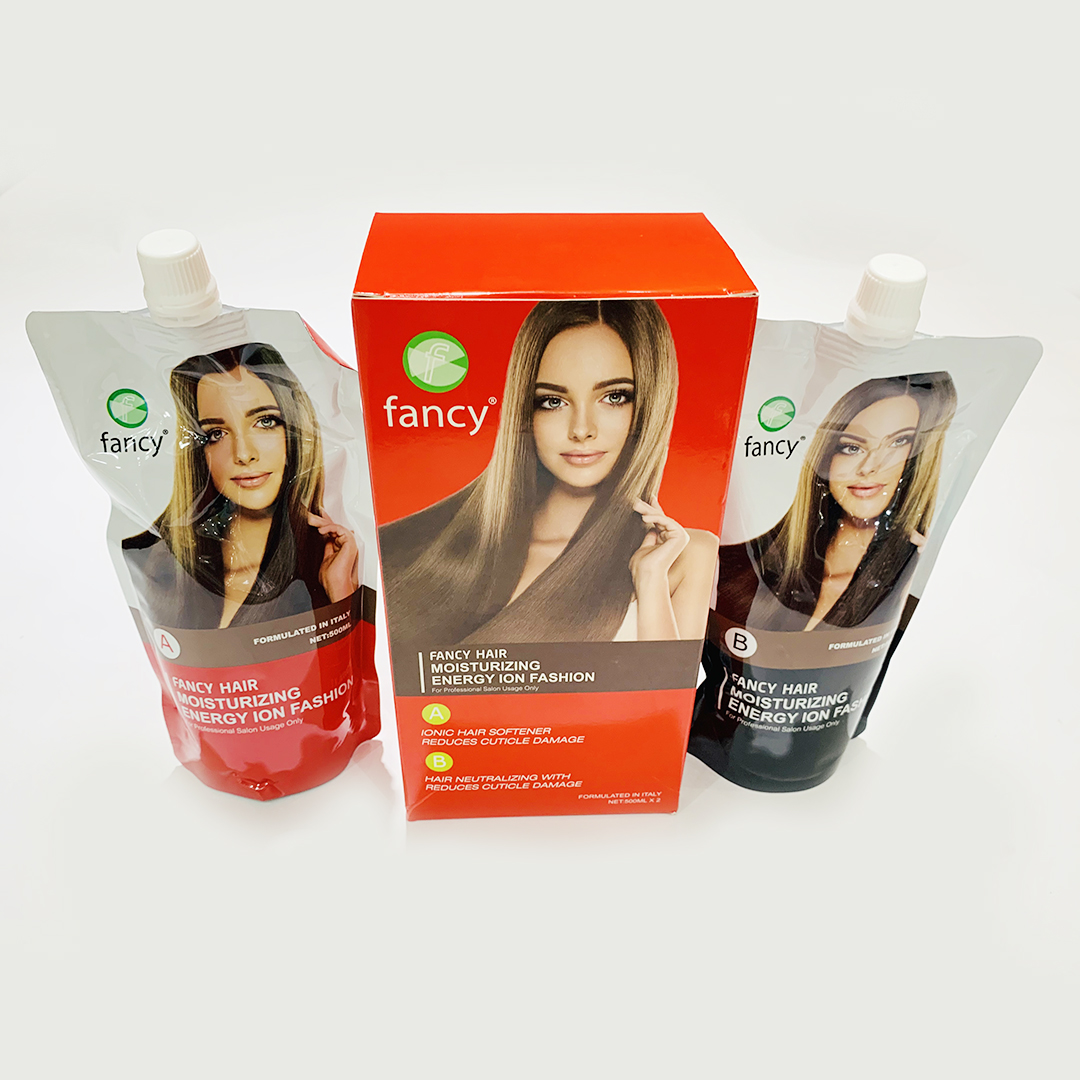 fancy®
A
FORMULATED IN ITALY
NET:500ML
FANCY HAIR
MOISTURIZING
ENERGY ION FASHION
For Professional Salon Usage Only
f
fancy®
FANCY HAIR
MOISTURIZING
ENERGY ION FASHION
For Professional Salon Usage Only
A
IONIC HAIR SOFTENER
REDUCES CUTICLE DAMAGE
B
HAIR NEUTRALIZING WITH
REDUCES CUTICLE DAMAGE
FORMULATED IN ITALY
NET:500ML X 2
fancy®
B
FORMULATED
FANCY HAIR
MOISTURIZING
ENERGY ION
For Professional Salon Usage Only